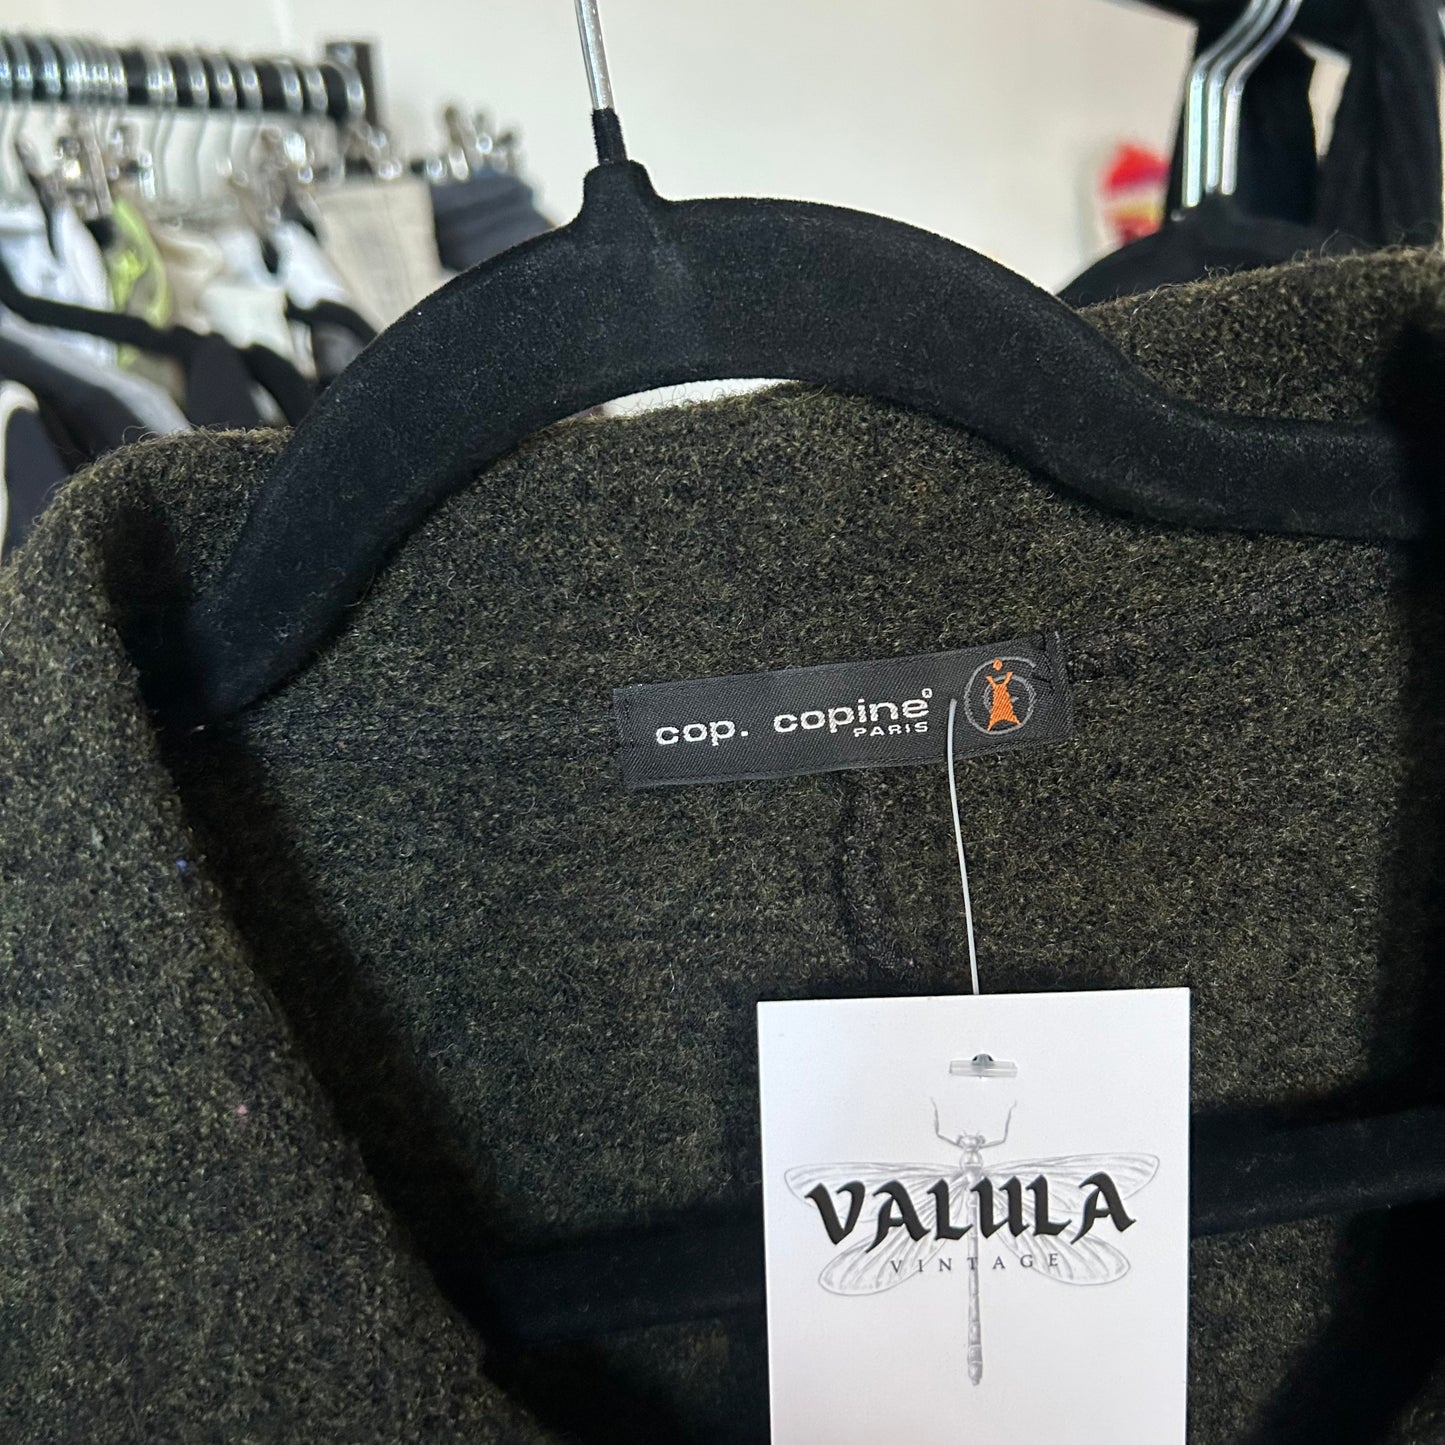 cop. copine®
PARIS
VALULA
VINTAGE